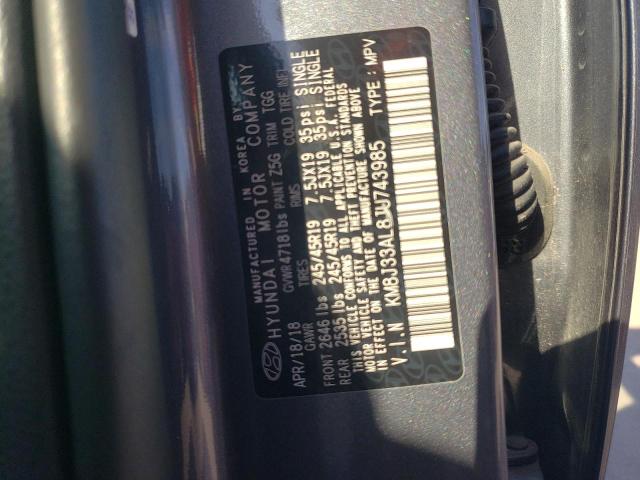 MANUFACTURED IN KOREA BY
HYUNDAI MOTOR COMPANY
APR/18/18 GVWR 4718lbs PAINT Z5G TRIM TGG
GAWR TIRES RIMS COLD TIRE INFL
FRONT 2646 lbs 245/45R19 7.5JX19 35psi SINGLE
REAR 2535 lbs 245/45R19 7.5JX19 35psi SINGLE
THIS VEHICLE CONFORMS TO ALL APPLICABLE U.S.A. FEDERAL
MOTOR VEHICLE SAFETY AND THEFT PREVENTION STANDARDS
IN EFFECT ON THE DATE OF MANUFACTURE SHOWN ABOVE
V.I.N KM8J33AL8JU743985 TYPE : MPV